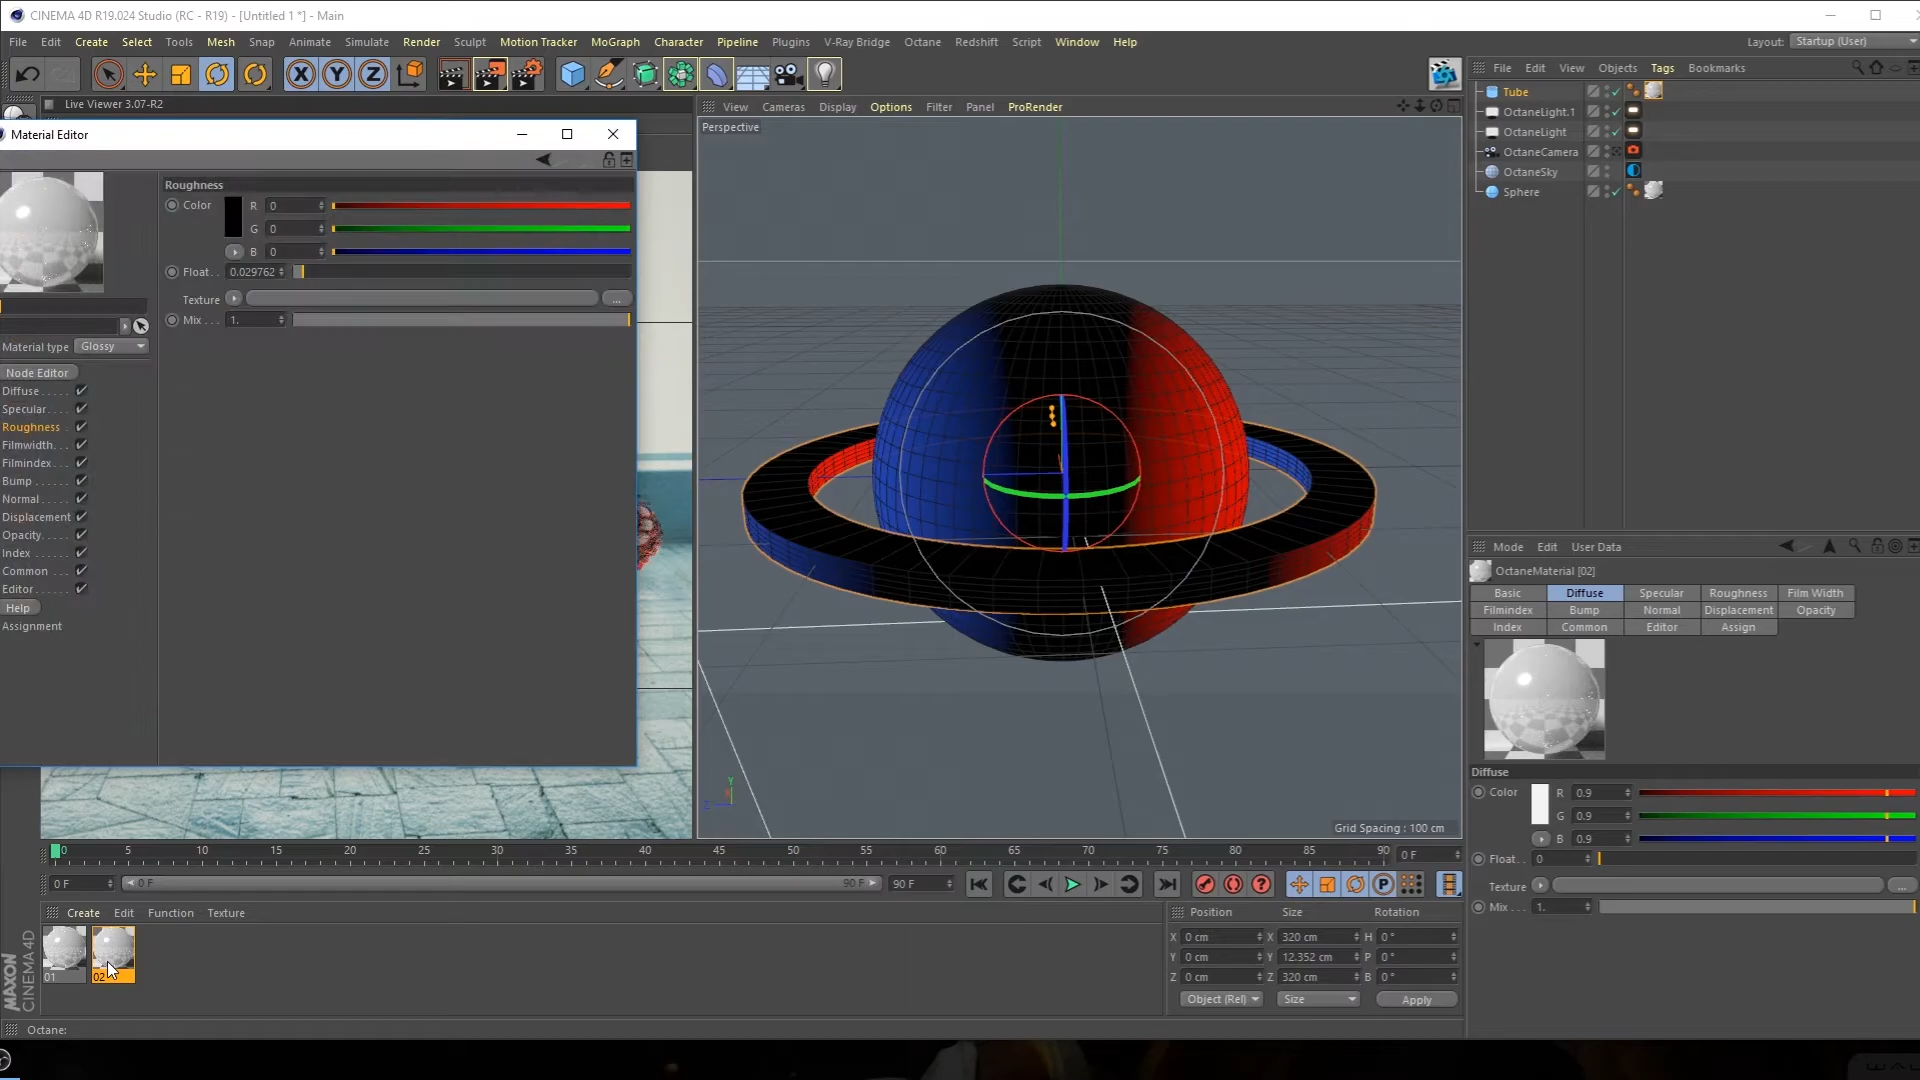 CINEMA 4D R19.024 Studio (RC - R19) - [Untitled 1 *] - Main
File Edit Create Select Tools Mesh Snap Animate Simulate Render Sculpt Motion Tracker MoGraph Character Pipeline Plugins V-Ray Bridge Octane Redshift Script Window Help Layout: Startup (User)
X Y Z
Live Viewer 3.07-R2
View Cameras Display Options Filter Panel ProRender
File Edit View Objects Tags Bookmarks
Material Editor
Perspective
Roughness
Color R 0
G 0
B 0
Float . . 0.029762
Texture ...
Mix . . . 1.
Material type Glossy
Node Editor
Diffuse . . . . .
Specular. . . .
Roughness
Filmwidth. . .
Filmindex. . .
Bump . . . . .
Normal . . . .
Displacement
Opacity. . . .
Index . . . . .
Common . . .
Editor . . . . .
Help
Assignment
Tube
OctaneLight.1
OctaneLight
OctaneCamera
OctaneSky
Sphere
Y
Z
Grid Spacing : 100 cm
Mode Edit User Data
OctaneMaterial [02]
Basic Diffuse Specular Roughness Film Width
Filmindex Bump Normal Displacement Opacity
Index Common Editor Assign
Diffuse
Color R 0.9
G 0.9
B 0.9
Float . . 0
Texture ...
Mix . . . 1.
0 5 10 15 20 25 30 35 40 45 50 55 60 65 70 75 80 85 90 0 F
0 F 0 F 90 F 90 F
P
Create Edit Function Texture
01 02
MAXON
CINEMA 4D
Position Size Rotation
X 0 cm X 320 cm H 0 °
Y 0 cm Y 12.352 cm P 0 °
Z 0 cm Z 320 cm B 0 °
Object (Rel) Size Apply
Octane: